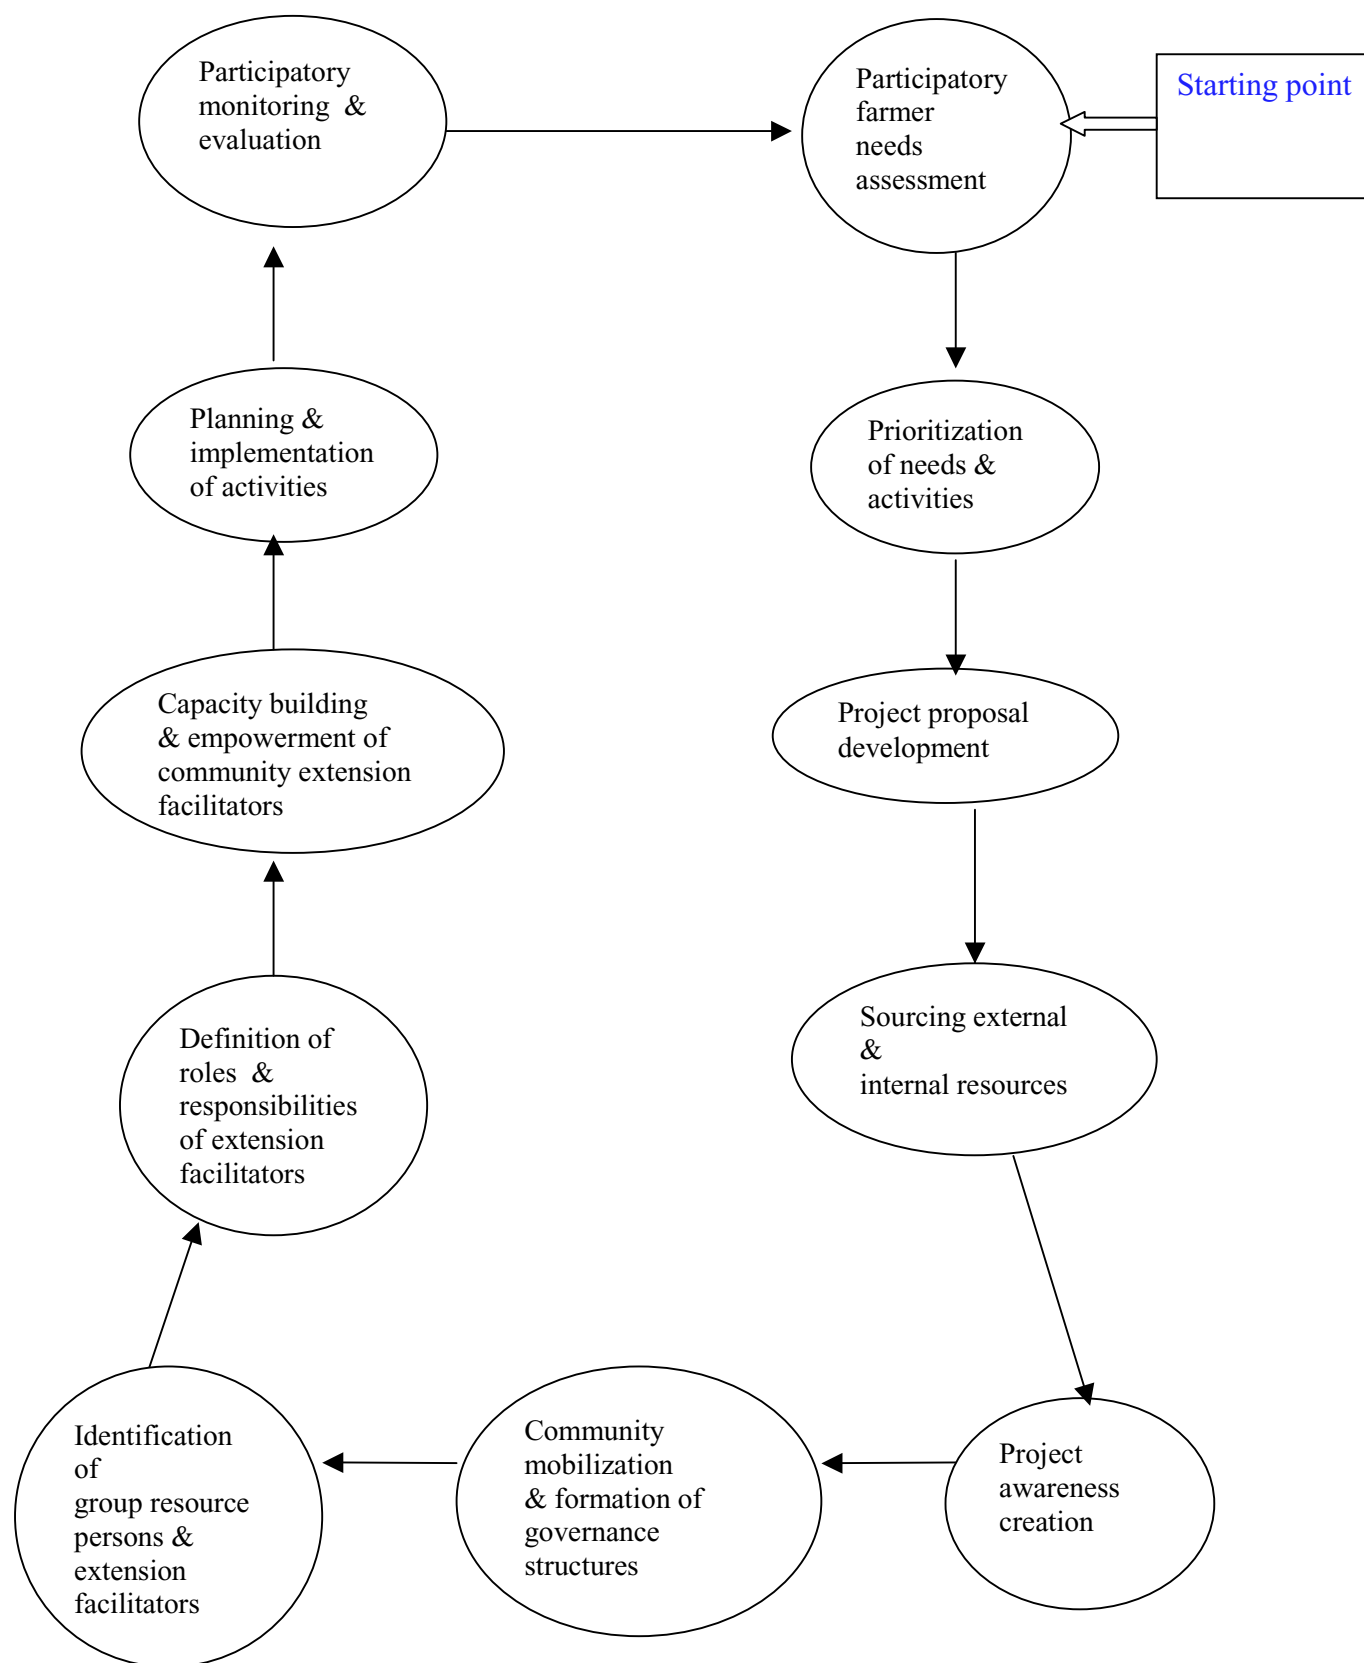 Participatory
monitoring & 
evaluation
Participatory
farmer
needs
assessment
Starting point
Prioritization
of needs &
activities
Project proposal
development
Sourcing external
&
internal resources
Project
awareness
creation
Community
mobilization
& formation of
governance
structures
Identification
of
group resource
persons &
extension
facilitators
Definition of
roles &
responsibilities
of extension
facilitators
Capacity building
& empowerment of
community extension
facilitators
Planning &
implementation
of activities